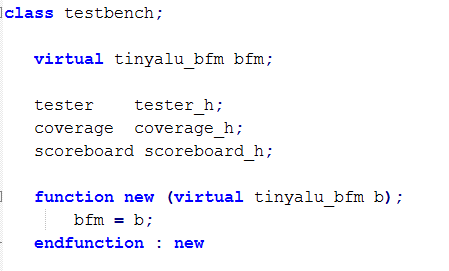 class testbench;
virtual tinyalu_bfm bfm;
tester tester_h;
coverage coverage_h;
scoreboard scoreboard_h;
function new (virtual tinyalu_bfm b);
bfm = b;
endfunction : new